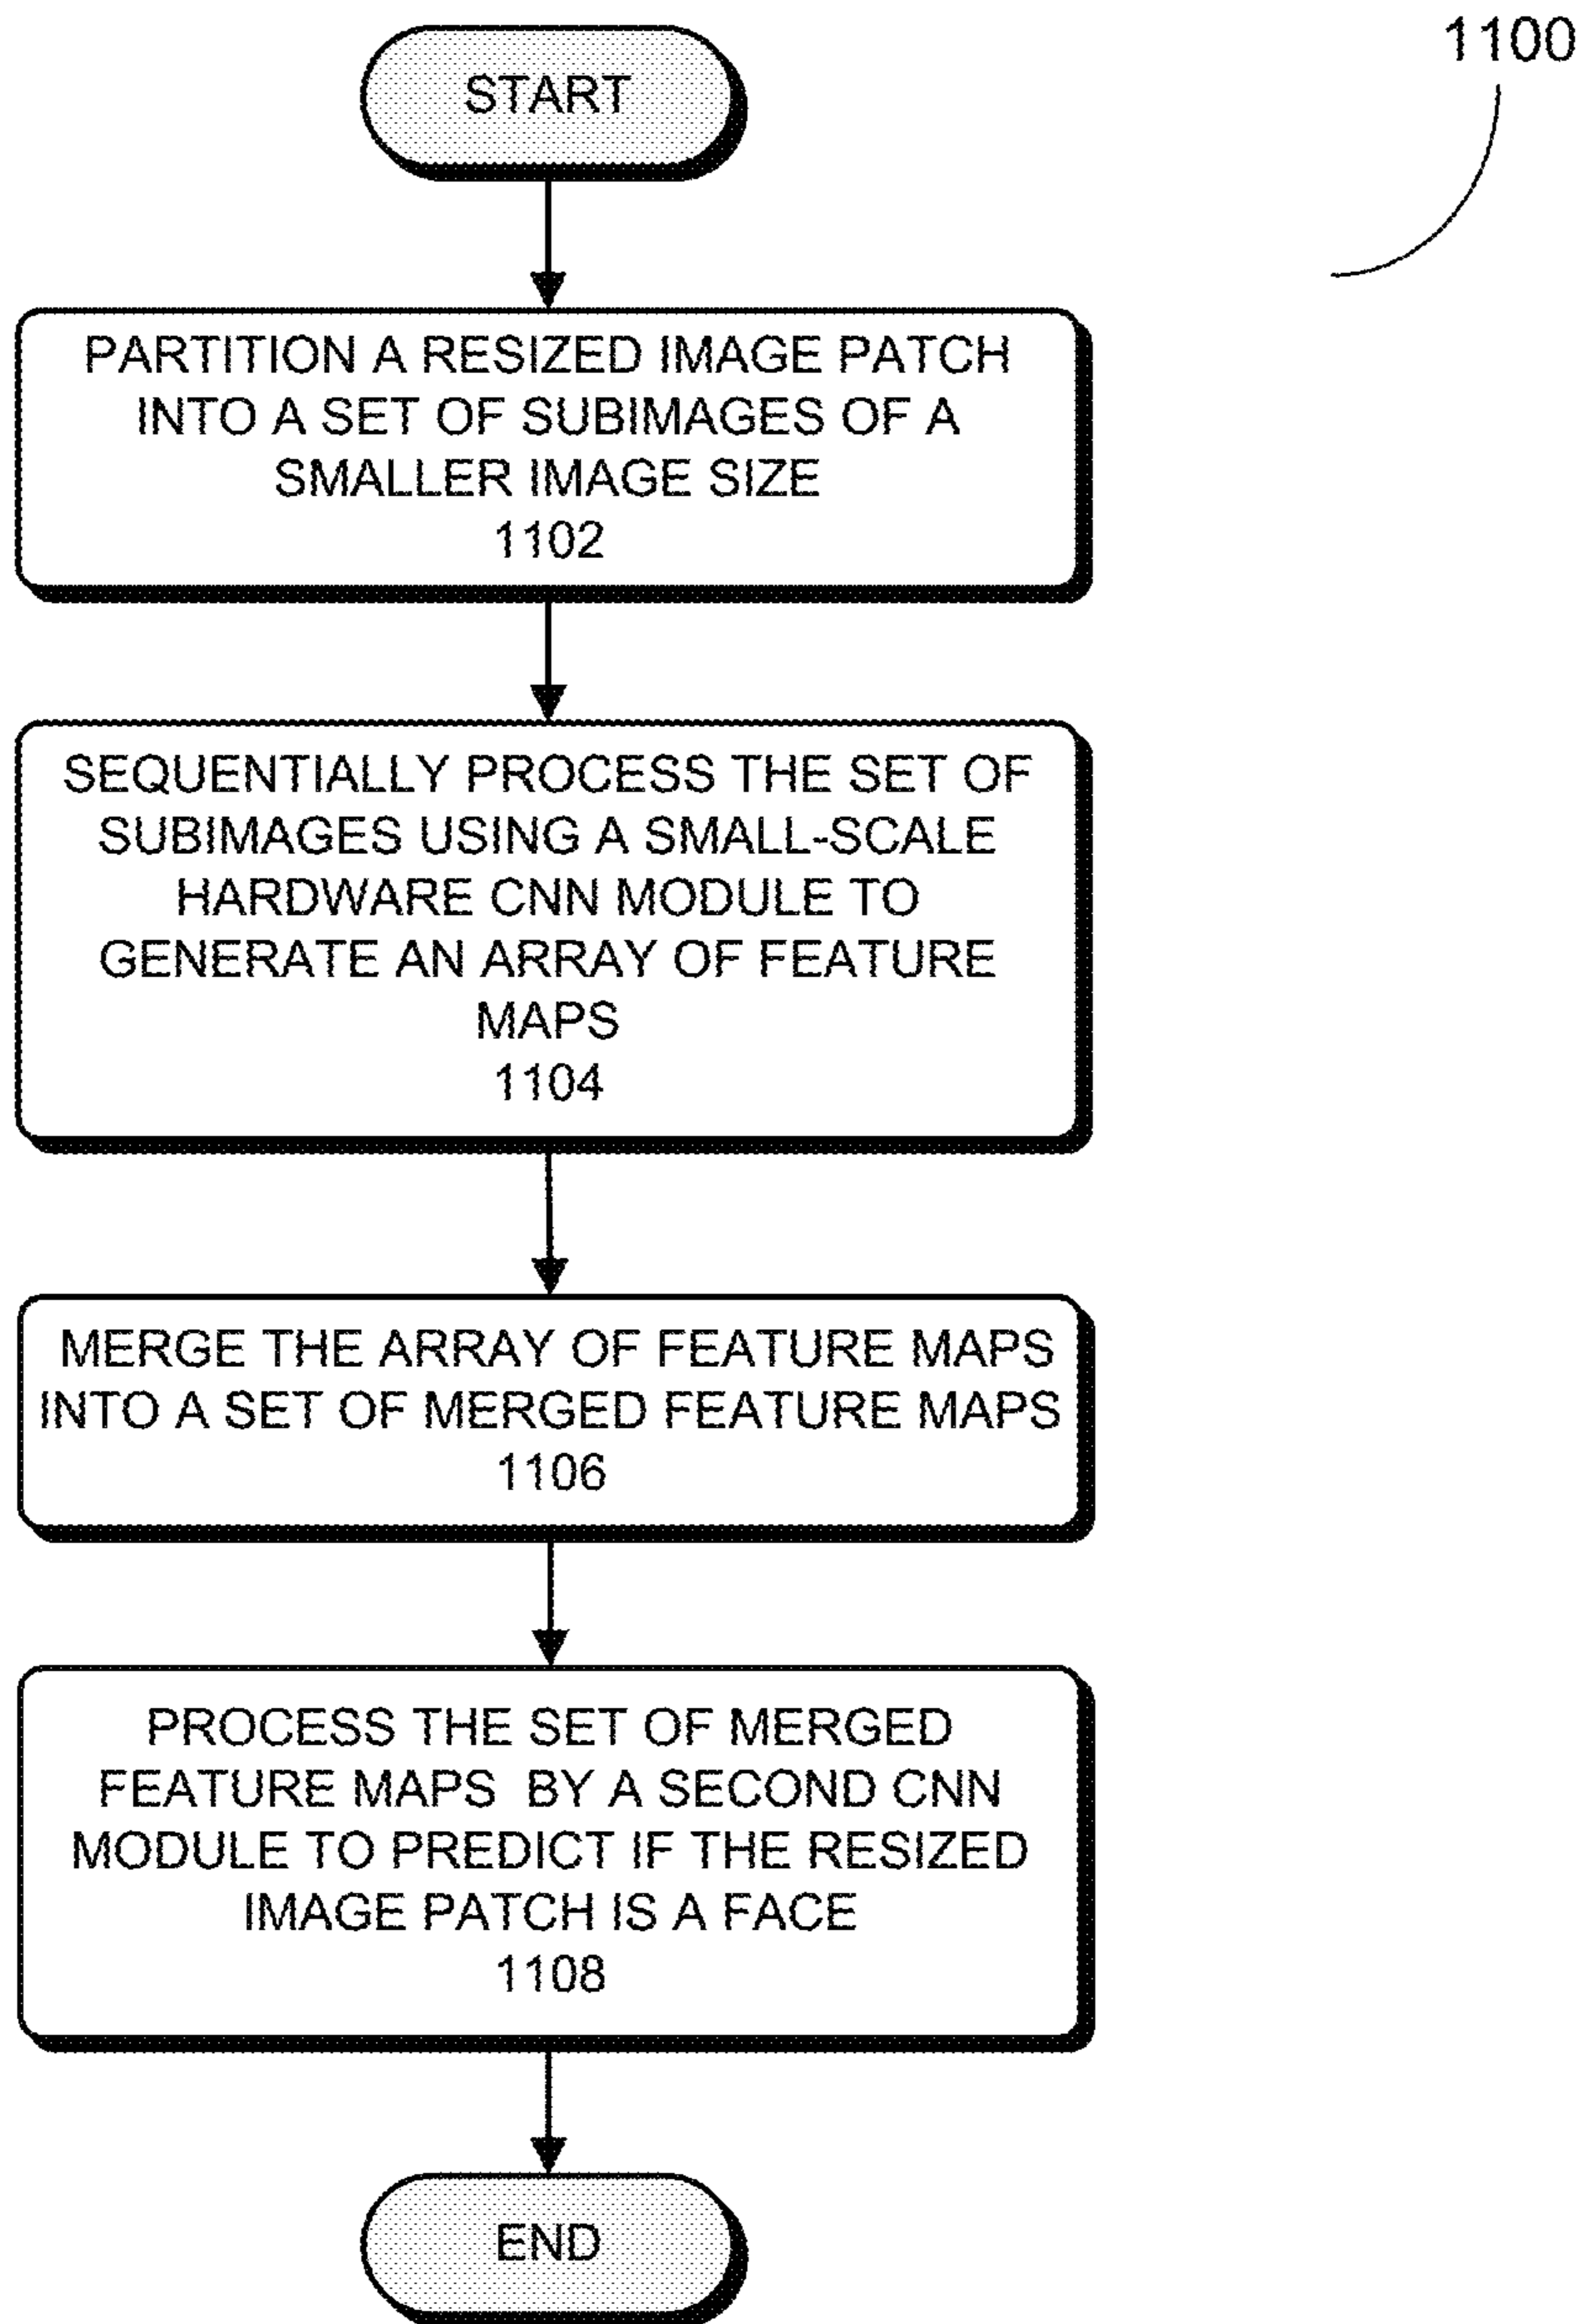 1100
START
PARTITION A RESIZED IMAGE PATCH
INTO A SET OF SUBIMAGES OF A
SMALLER IMAGE SIZE
1102
SEQUENTIALLY PROCESS THE SET OF
SUBIMAGES USING A SMALL-SCALE
HARDWARE CNN MODULE TO
GENERATE AN ARRAY OF FEATURE
MAPS
1104
MERGE THE ARRAY OF FEATURE MAPS
INTO A SET OF MERGED FEATURE MAPS
1106
PROCESS THE SET OF MERGED
FEATURE MAPS BY A SECOND CNN
MODULE TO PREDICT IF THE RESIZED
IMAGE PATCH IS A FACE
1108
END